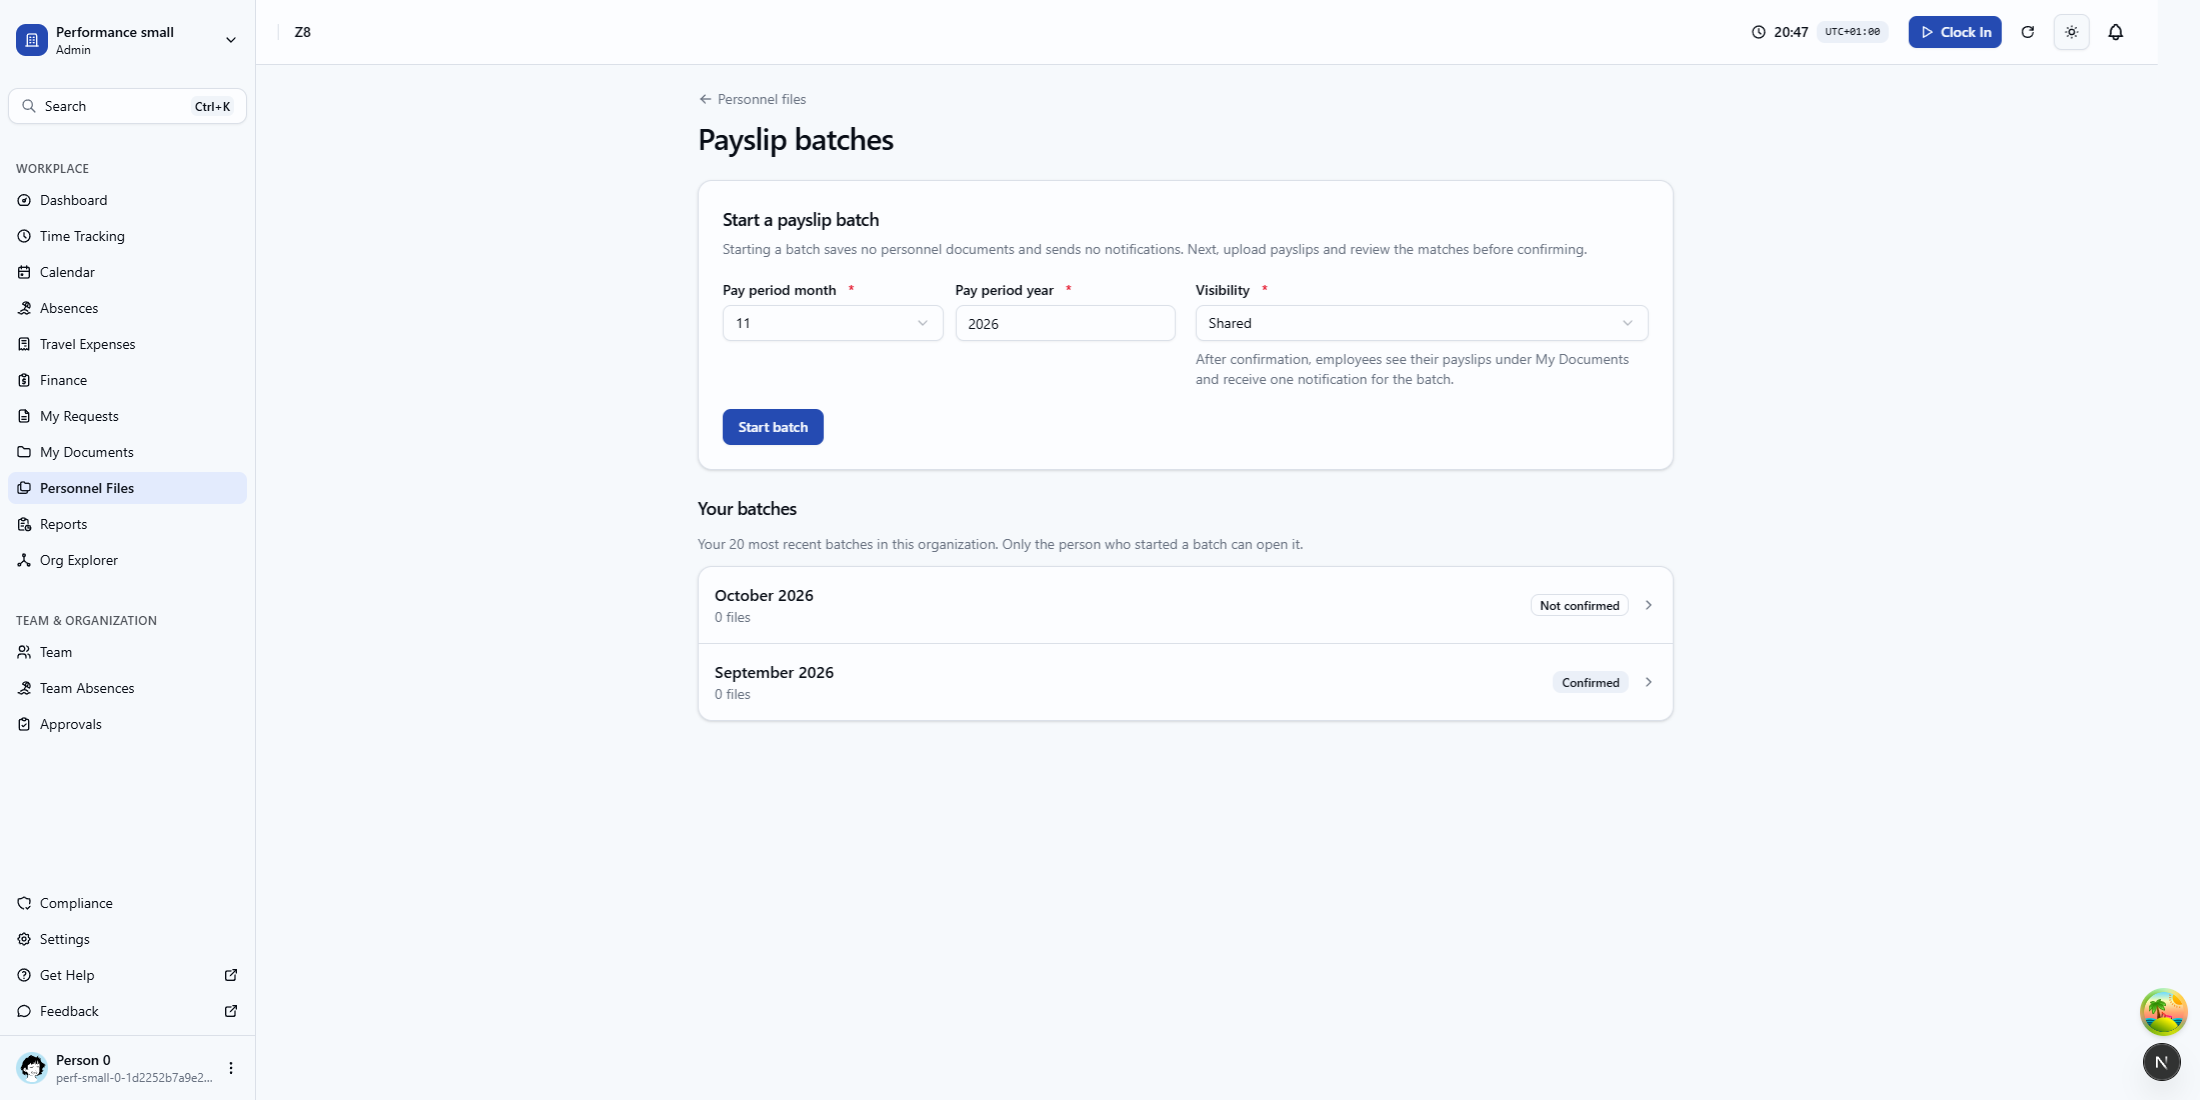 Performance small
Admin
Search
Ctrl+K
WORKPLACE
Dashboard
Time Tracking
Calendar
Absences
Travel Expenses
Finance
My Requests
My Documents
Personnel Files
Reports
Org Explorer
TEAM & ORGANIZATION
Team
Team Absences
Approvals
Compliance
Settings
Get Help
Feedback
Person 0
perf-small-0-1d2252b7a9e2...
Z8
20:47
UTC+01:00
Clock In
Personnel files
Payslip batches
Start a payslip batch
Starting a batch saves no personnel documents and sends no notifications. Next, upload payslips and review the matches before confirming.
Pay period month *
Pay period year *
Visibility *
11
2026
Shared
After confirmation, employees see their payslips under My Documents
and receive one notification for the batch.
Start batch
Your batches
Your 20 most recent batches in this organization. Only the person who started a batch can open it.
October 2026
0 files
Not confirmed
September 2026
0 files
Confirmed
N